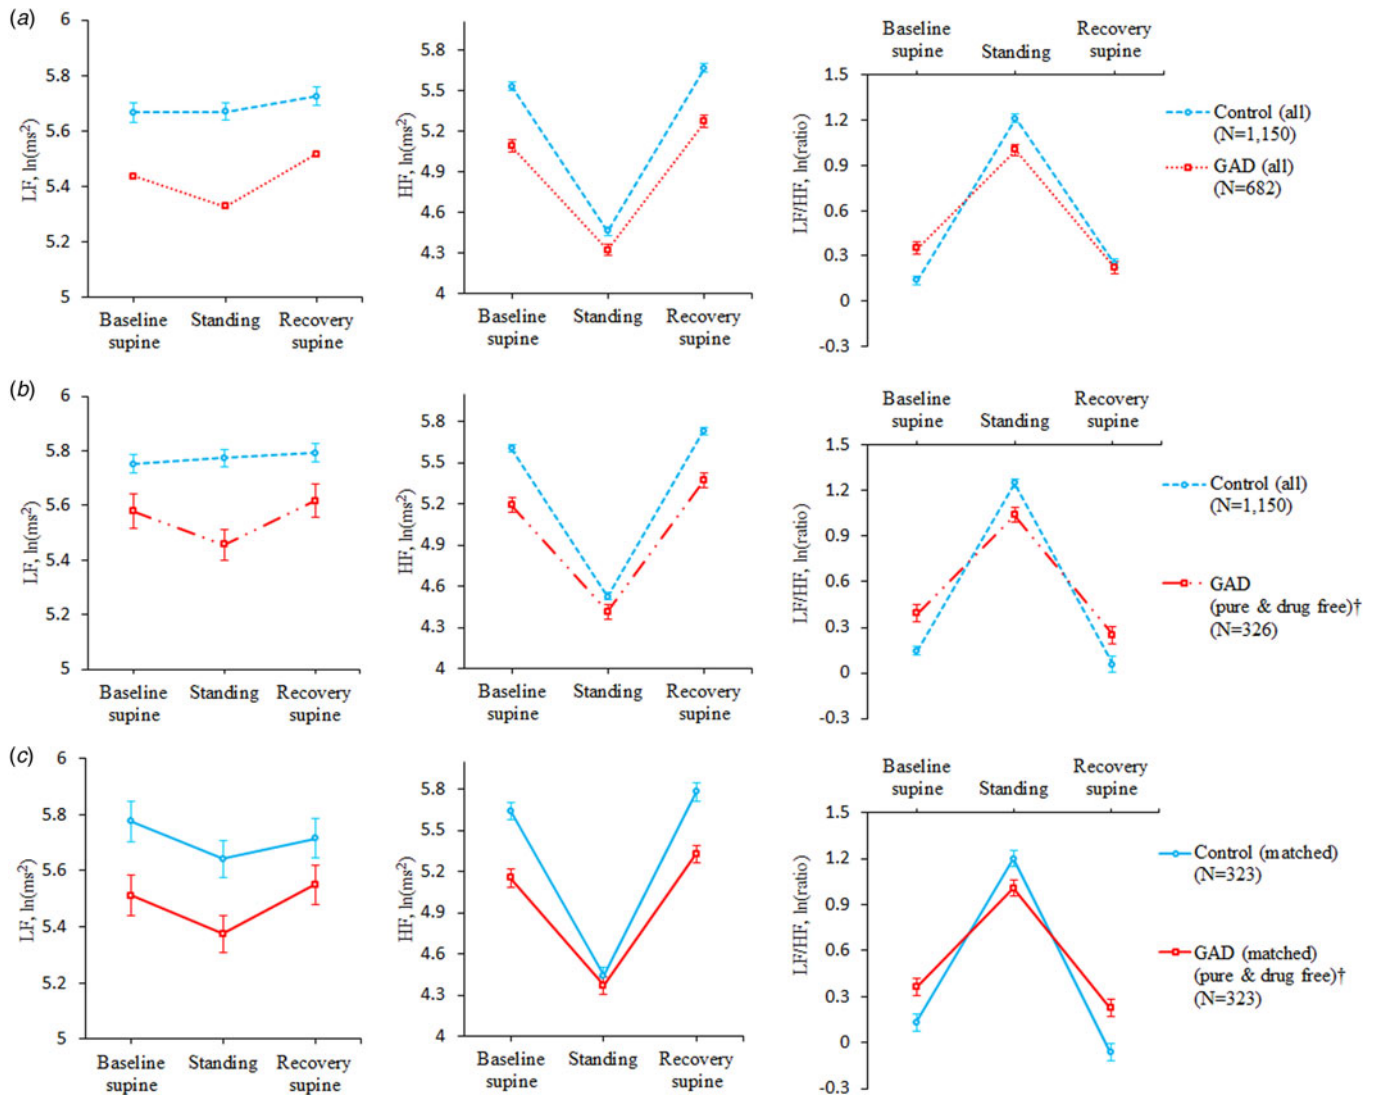 (a)
6
5.8
5.6
5.4
5.2
5
LF, ln(ms²)
Baseline supine
Standing
Recovery supine
5.8
5.5
5.2
4.9
4.6
4.3
4
HF, ln(ms²)
Baseline supine
Standing
Recovery supine
Baseline supine
Standing
Recovery supine
1.5
1.2
0.9
0.6
0.3
0
-0.3
LF/HF, ln(ratio)
Control (all)
(N=1,150)
GAD (all)
(N=682)
(b)
6
5.8
5.6
5.4
5.2
5
LF, ln(ms²)
Baseline supine
Standing
Recovery supine
5.8
5.5
5.2
4.9
4.6
4.3
4
HF, ln(ms²)
Baseline supine
Standing
Recovery supine
Baseline supine
Standing
Recovery supine
1.5
1.2
0.9
0.6
0.3
0
-0.3
LF/HF, ln(ratio)
Control (all)
(N=1,150)
GAD
(pure & drug free)†
(N=326)
(c)
6
5.8
5.6
5.4
5.2
5
LF, ln(ms²)
Baseline supine
Standing
Recovery supine
5.8
5.5
5.2
4.9
4.6
4.3
4
HF, ln(ms²)
Baseline supine
Standing
Recovery supine
Baseline supine
Standing
Recovery supine
1.5
1.2
0.9
0.6
0.3
0
-0.3
LF/HF, ln(ratio)
Control (matched)
(N=323)
GAD (matched)
(pure & drug free)†
(N=323)